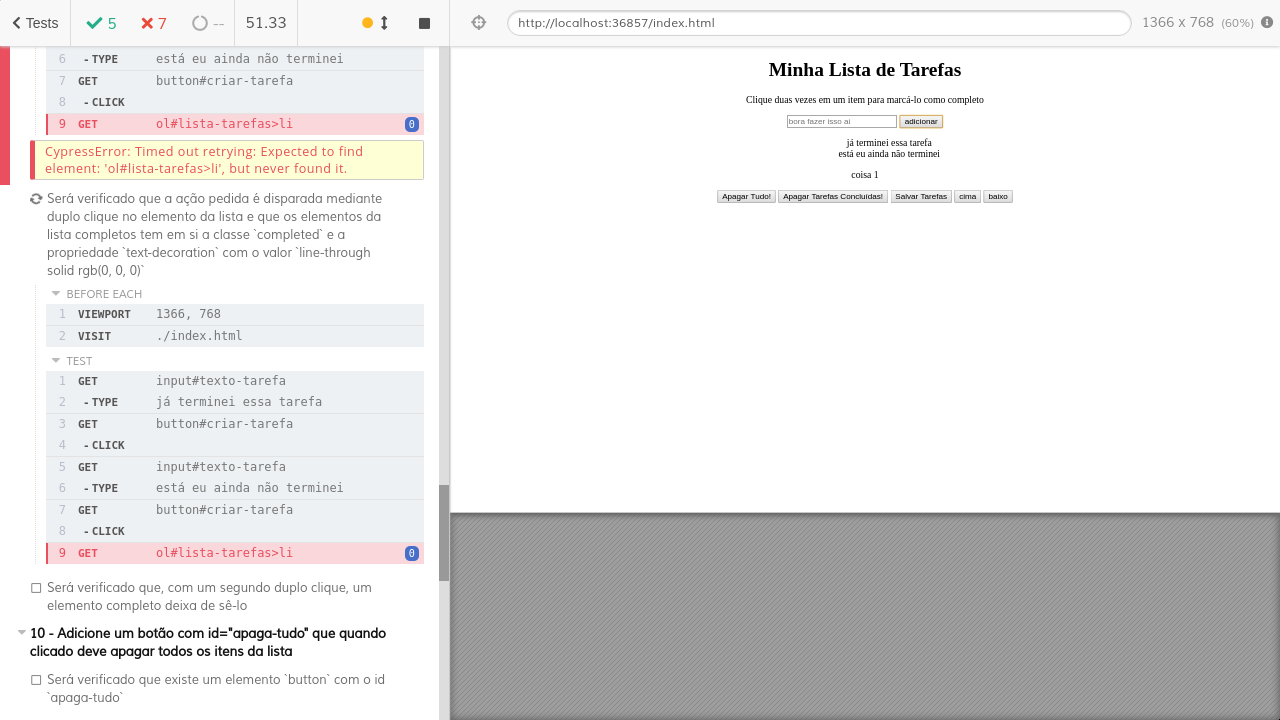 Tests 5 7 -- 51.33
6 - TYPE está eu ainda não terminei
7 GET button#criar-tarefa
8 - CLICK
9 GET ol#lista-tarefas>li 0
CypressError: Timed out retrying: Expected to find
element: 'ol#lista-tarefas>li', but never found it.
Será verificado que a ação pedida é disparada mediante
duplo clique no elemento da lista e que os elementos da
lista completos tem em si a classe `completed` e a
propriedade `text-decoration` com o valor `line-through
solid rgb(0, 0, 0)`
BEFORE EACH
1 VIEWPORT 1366, 768
2 VISIT ./index.html
TEST
1 GET input#texto-tarefa
2 - TYPE já terminei essa tarefa
3 GET button#criar-tarefa
4 - CLICK
5 GET input#texto-tarefa
6 - TYPE está eu ainda não terminei
7 GET button#criar-tarefa
8 - CLICK
9 GET ol#lista-tarefas>li 0
Será verificado que, com um segundo duplo clique, um
elemento completo deixa de sê-lo
10 - Adicione um botão com id="apaga-tudo" que quando
clicado deve apagar todos os itens da lista
Será verificado que existe um elemento `button` com o id
`apaga-tudo`
http://localhost:36857/index.html 1366 x 768 (60%)
Minha Lista de Tarefas
Clique duas vezes em um item para marcá-lo como completo
bora fazer isso ai adicionar
já terminei essa tarefa
está eu ainda não terminei
coisa 1
Apagar Tudo! Apagar Tarefas Concluídas! Salvar Tarefas cima baixo